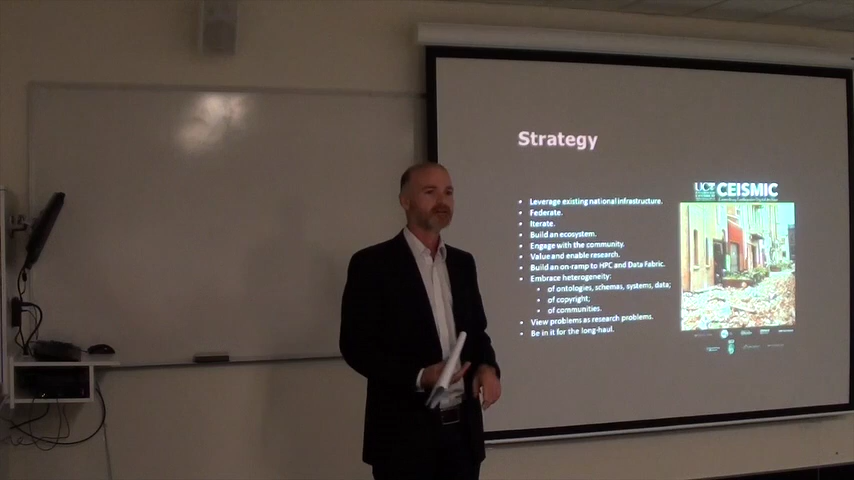 Strategy
• Leverage existing national infrastructure.
• Federate.
• Iterate.
• Build an ecosystem.
• Engage with the community.
• Value and enable research.
• Build an on-ramp to HPC and Data Fabric.
• Embrace heterogeneity:
• of ontologies, schemas, systems, data;
• of copyright;
• of communities.
• View problems as research problems.
• Be in it for the long-haul.
UC CEISMIC